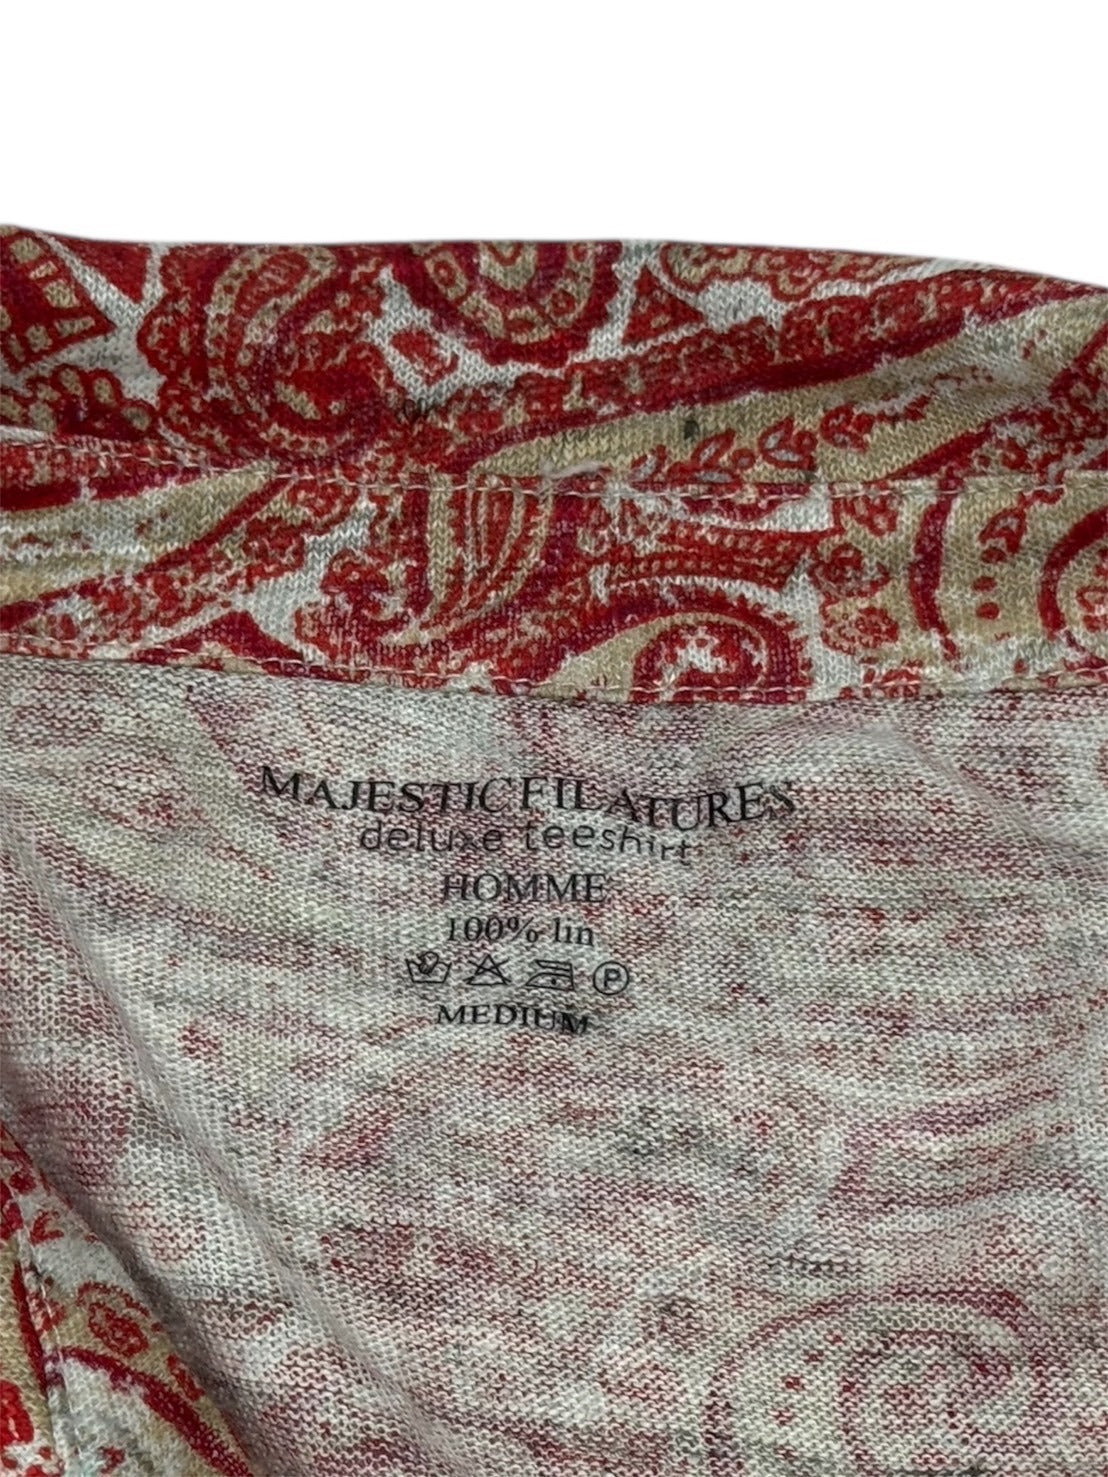 MAJESTIC FILATURES
deluxe teeshirt
HOMME
100% lin
P
MEDIUM